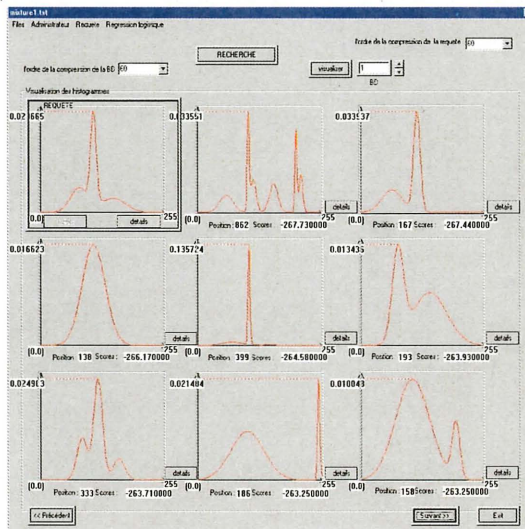 mixture1.txt
Files Administrateur Requete Regression logistique
l'ordre de la compression de la requete 60
RECHERCHE
l'ordre de la compression de la BD 60
visualiser 1
BD
Visualisation des histogrammes
REQUETE
0.033551
0.033937
details
(0.0) 255
details
(0.0) 255
Position : 862 Scores : -267.730000
details
(0.0) 255
Position : 167 Scores : -267.440000
0.016623
0.135724
0.013436
details
(0.0) 255
Position : 138 Scores : -266.170000
details
(0.0) 255
Position : 399 Scores : -264.580000
details
(0.0) 255
Position : 193 Scores : -263.930000
0.024903
0.021484
0.010043
details
(0.0) 255
Position : 333 Scores : -263.710000
details
(0.0) 255
Position : 186 Scores : -263.250000
details
(0.0) 255
Position : 158 Scores : -263.250000
<< Précédent
Suivant >>
Exit